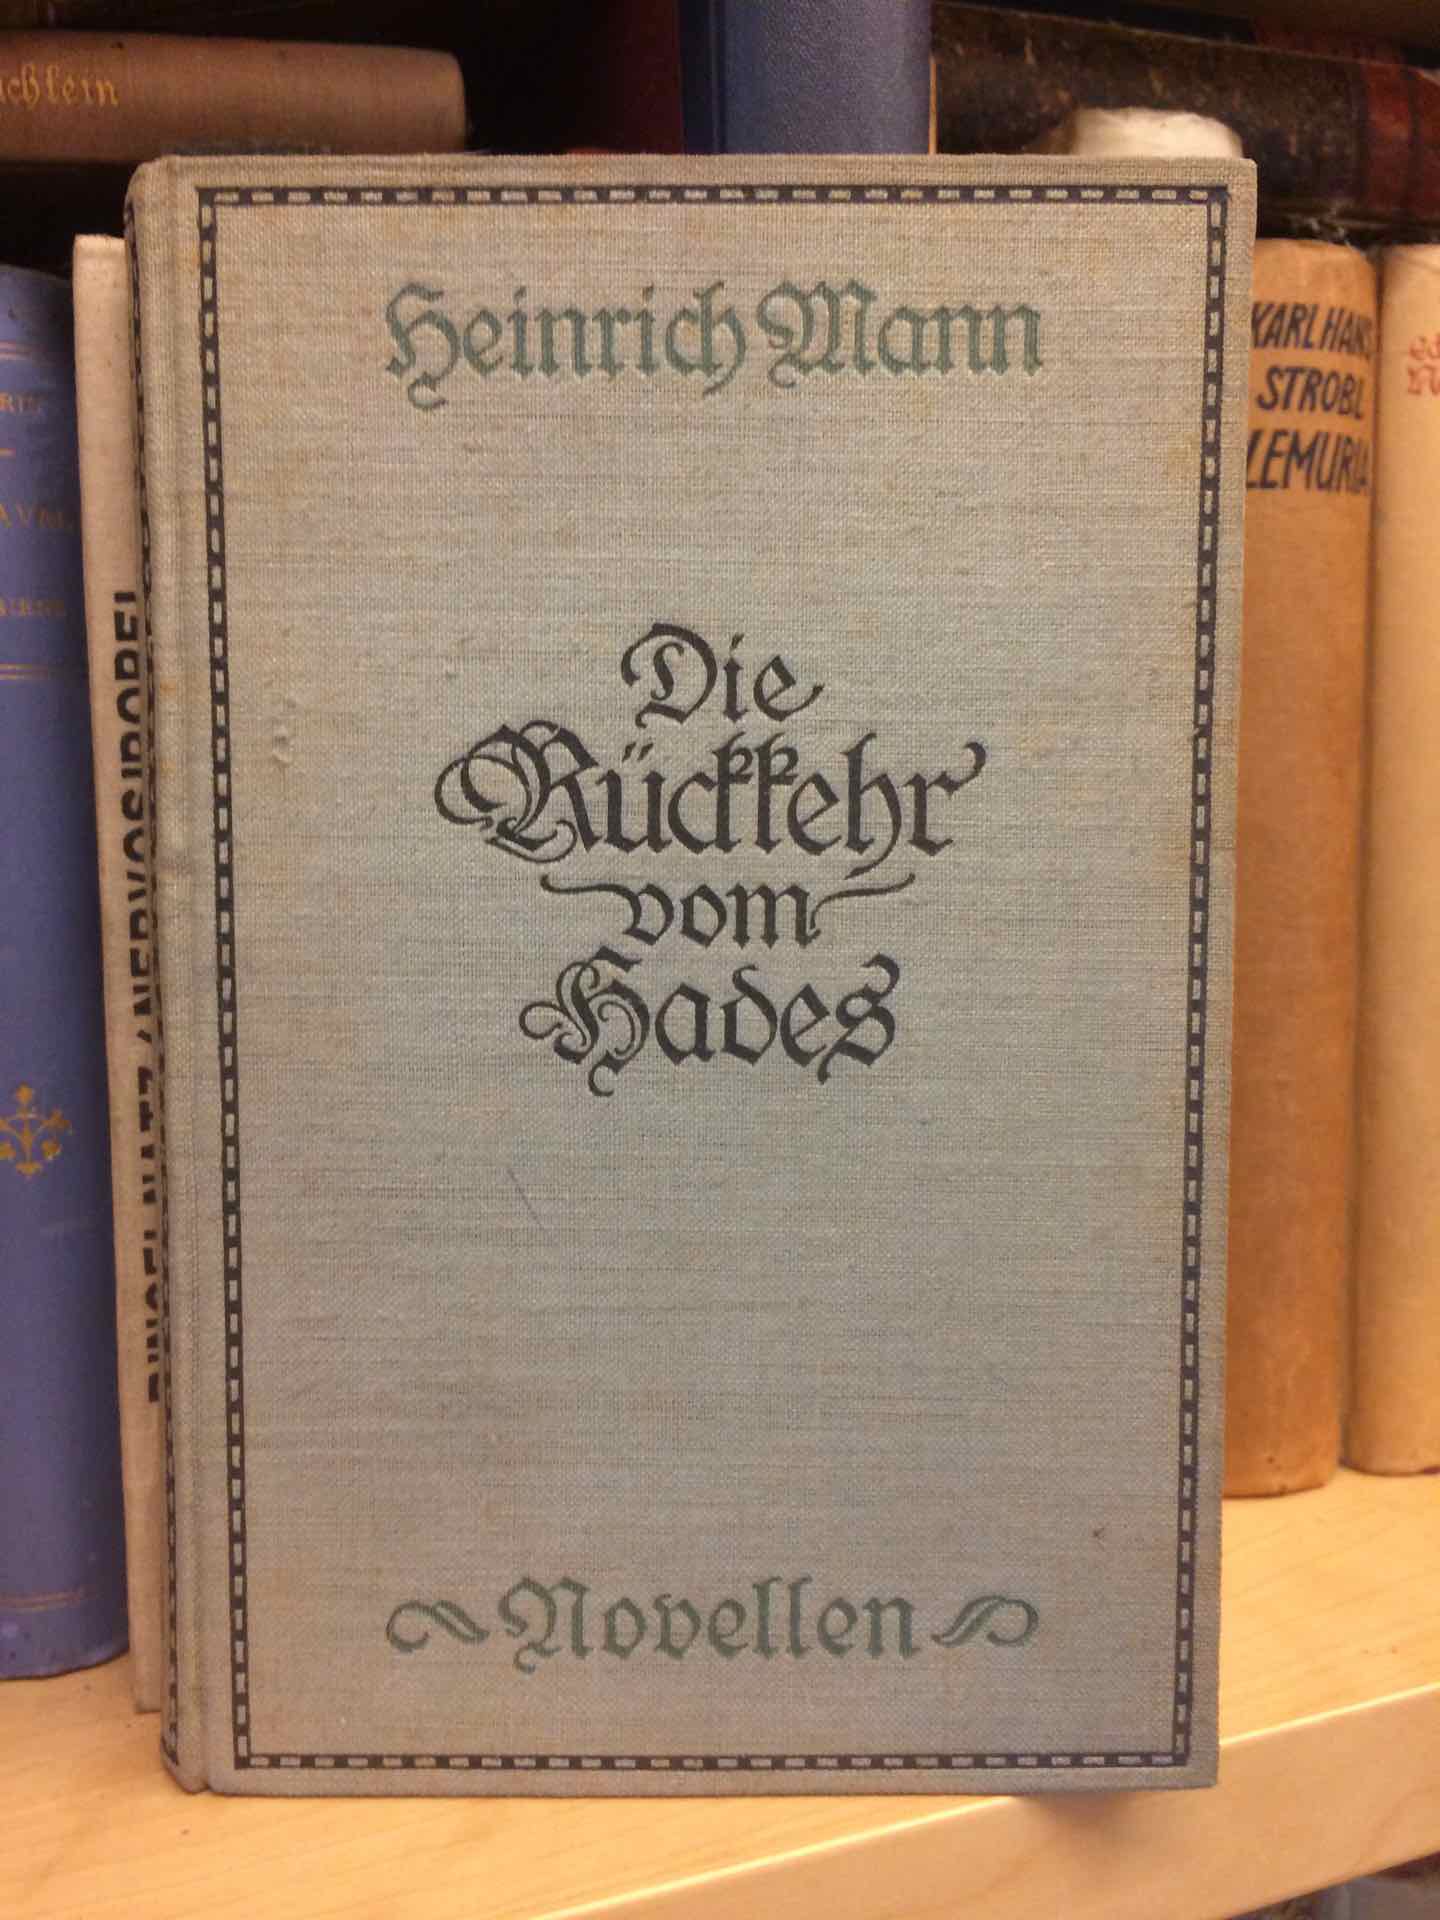 Heinrich Mann
Die
Rückkehr
vom
Hades
Novellen
KARL HANS
STROBL
LEMURIA